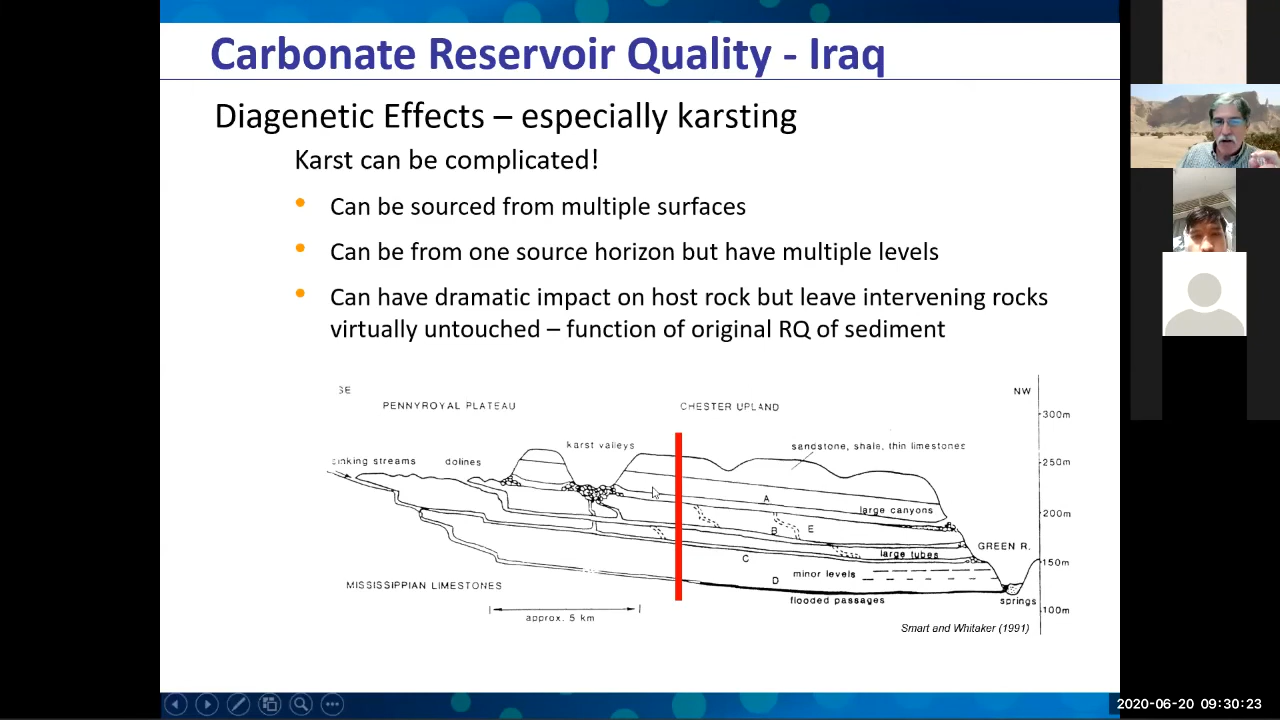 Carbonate Reservoir Quality - Iraq
Diagenetic Effects – especially karsting
Karst can be complicated!
• Can be sourced from multiple surfaces
• Can be from one source horizon but have multiple levels
• Can have dramatic impact on host rock but leave intervening rocks
virtually untouched – function of original RQ of sediment
SE
NW
PENNYROYAL PLATEAU
CHESTER UPLAND
300m
karst valleys
sandstone, shale, thin limestones
sinking streams
dolines
250m
A
large canyons
200m
B
E
GREEN R.
large tubes
C
150m
minor levels
MISSISSIPPIAN LIMESTONES
D
flooded passages
springs
100m
approx. 5 km
Smart and Whitaker (1991)
2020-06-20 09:30:23